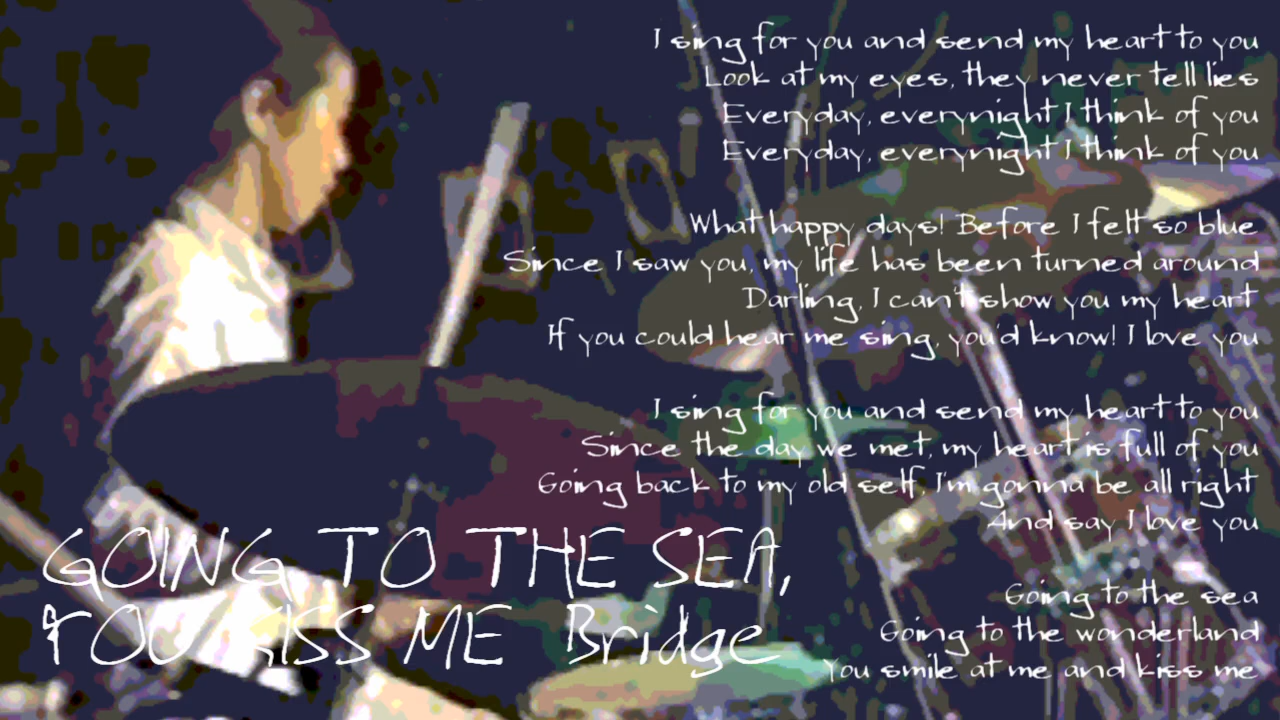 I sing for you and send my heart to you
Look at my eyes, they never tell lies
Everyday, everynight I think of you
Everyday, everynight I think of you
What happy days! Before I felt so blue
Since I saw you, my life has been turned around
Darling, I can't show you my heart
If you could hear me sing, you'd know! I love you
I sing for you and send my heart to you
Since the day we met, my heart is full of you
Going back to my old self, I'm gonna be all right
And say I love you
Going to the sea
Going to the wonderland
You smile at me and kiss me
GOING TO THE SEA,
YOU KISS ME Bridge